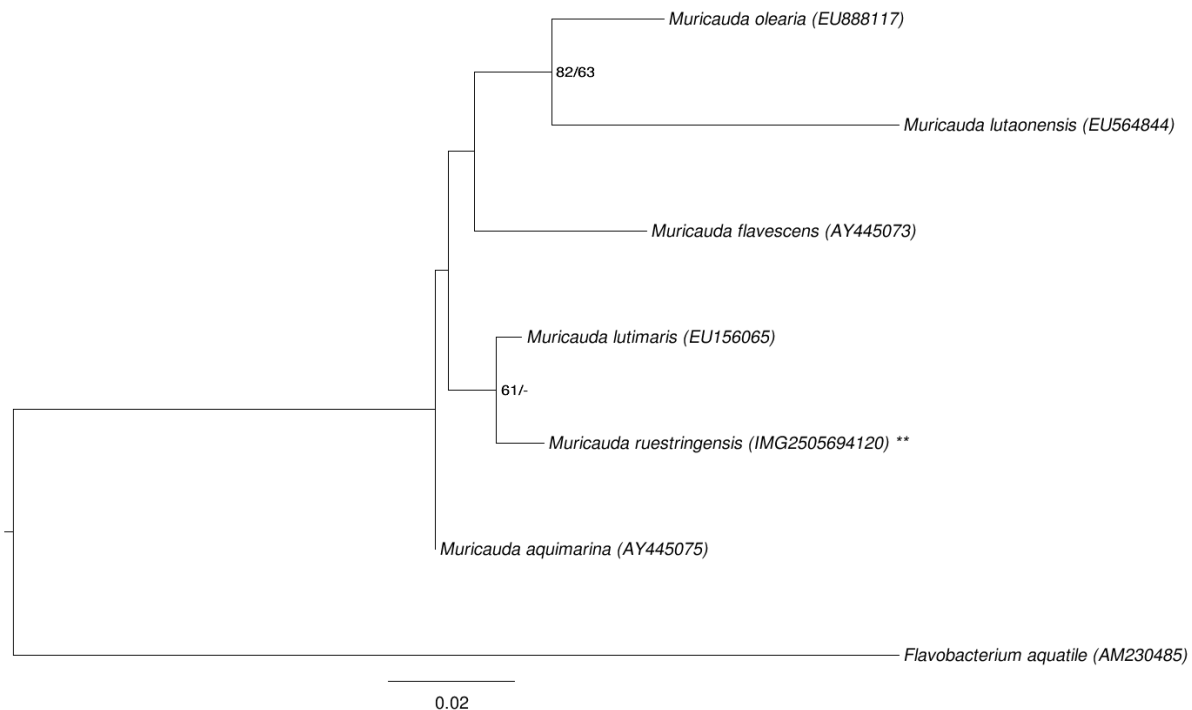 Muricauda olearia (EU888117)
82/63
Muricauda lutaonensis (EU564844)
Muricauda flavescens (AY445073)
Muricauda lutimaris (EU156065)
61/-
Muricauda ruestringensis (IMG2505694120) **
Muricauda aquimarina (AY445075)
Flavobacterium aquatile (AM230485)
0.02